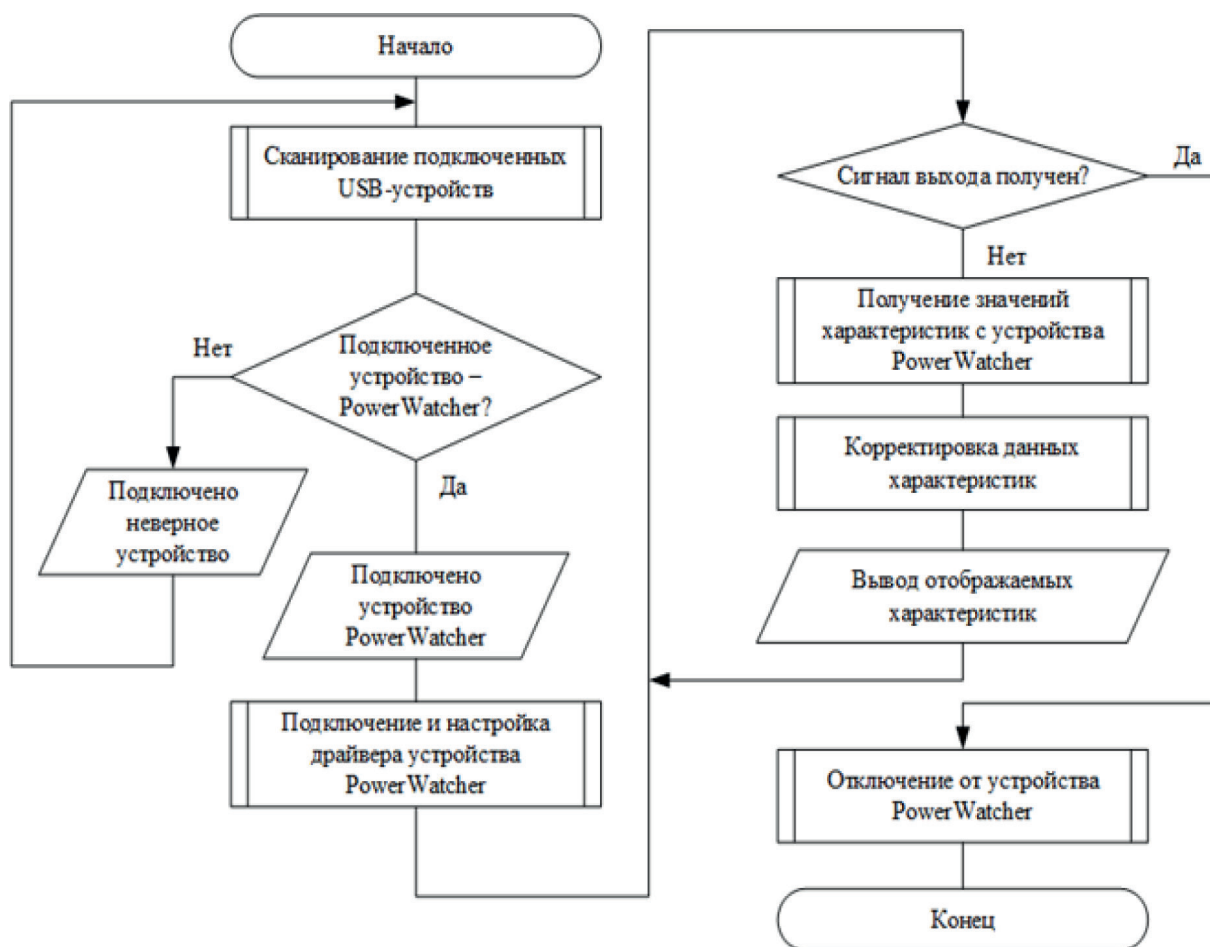 Начало
Сканирование подключенных
USB-устройств
Подключенное
устройство –
PowerWatcher?
Нет
Подключено
неверное
устройство
Да
Подключено
устройство
PowerWatcher
Подключение и настройка
драйвера устройства
PowerWatcher
Сигнал выхода получен?
Да
Нет
Получение значений
характеристик с устройства
PowerWatcher
Корректировка данных
характеристик
Вывод отображаемых
характеристик
Отключение от устройства
PowerWatcher
Конец